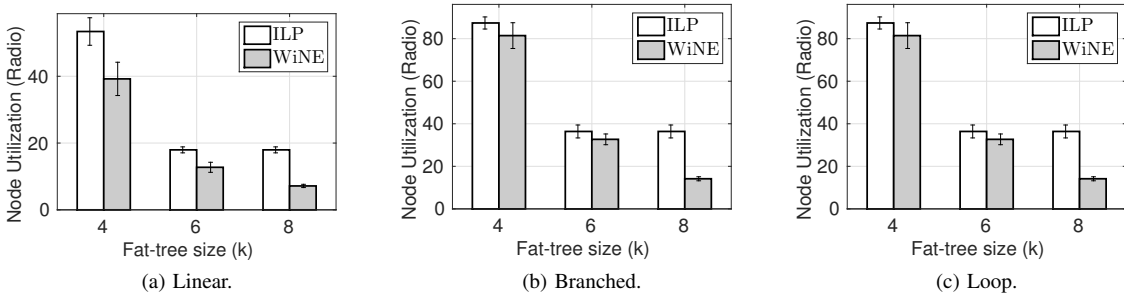 Node Utilization (Radio)
40
20
0
4
6
8
Fat-tree size (k)
ILP
WiNE
(a) Linear.
Node Utilization (Radio)
80
60
40
20
0
4
6
8
Fat-tree size (k)
ILP
WiNE
(b) Branched.
Node Utilization (Radio)
80
60
40
20
0
4
6
8
Fat-tree size (k)
ILP
WiNE
(c) Loop.